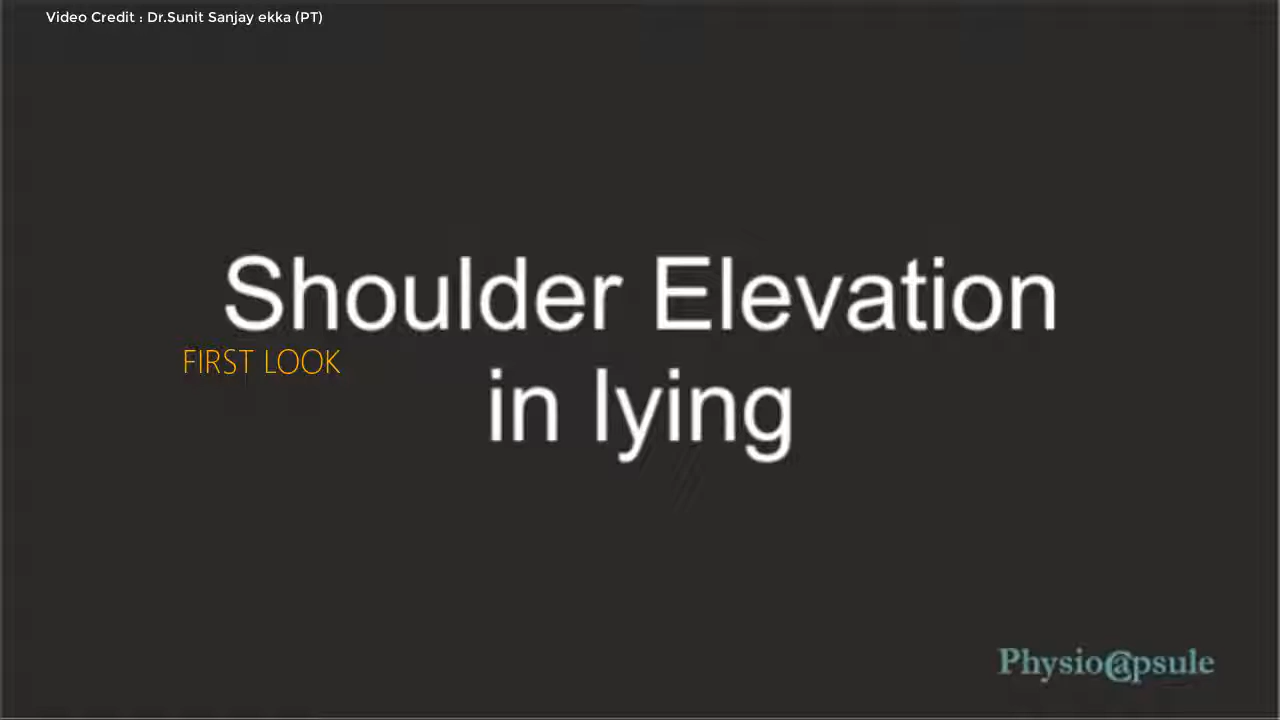 Video Credit : Dr.Sunit Sanjay ekka (PT)
Shoulder Elevation
FIRST LOOK
in lying
Physio@psule